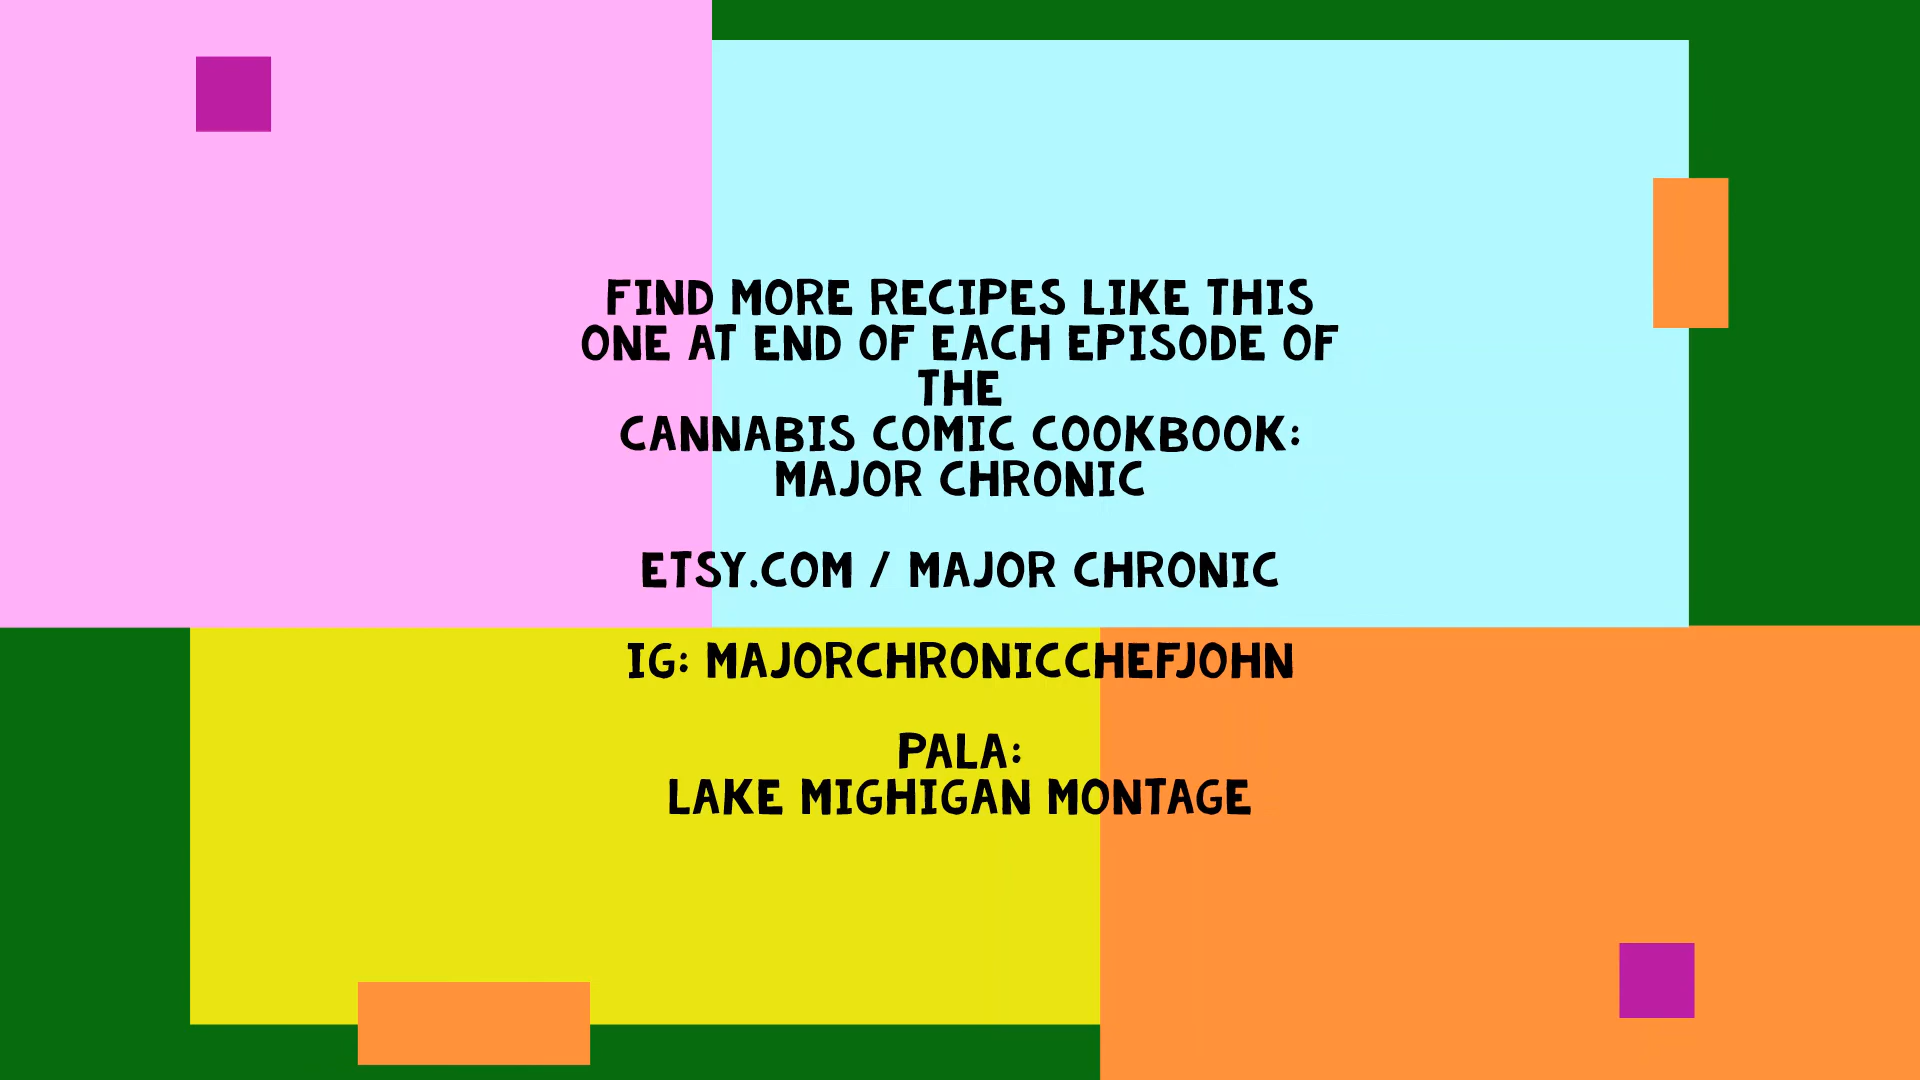 FIND MORE RECIPES LIKE THIS
ONE AT END OF EACH EPISODE OF
THE
CANNABIS COMIC COOKBOOK:
MAJOR CHRONIC
ETSY.COM / MAJOR CHRONIC
IG: MAJORCHRONICCHEFJOHN
PALA:
LAKE MIGHIGAN MONTAGE